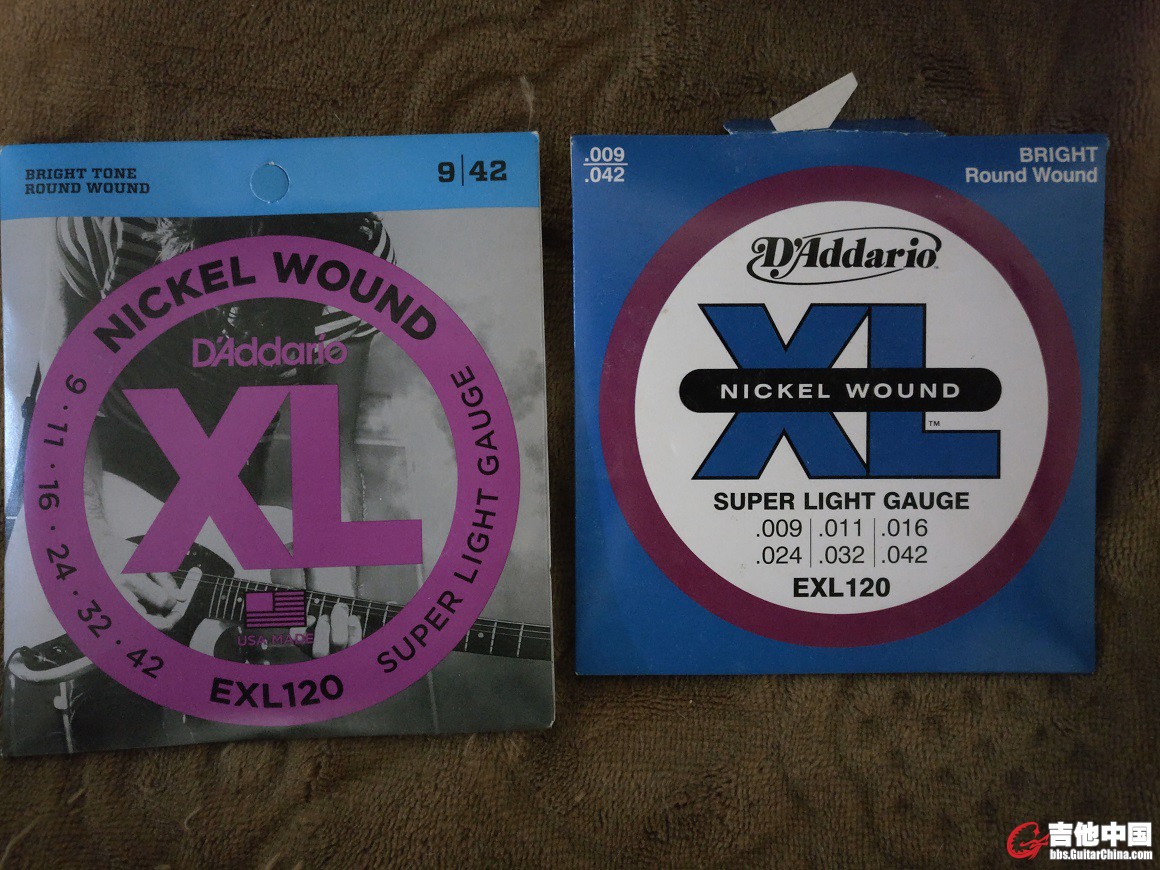 BRIGHT TONE
ROUND WOUND
9|42
NICKEL WOUND
D'Addario
XL
9 · 11 · 16 · 24 · 32 · 42
SUPER LIGHT GAUGE
USA MADE
EXL120
.009
.042
BRIGHT
Round Wound
D'Addario
XL
NICKEL WOUND
™
SUPER LIGHT GAUGE
.009 | .011 | .016
.024 | .032 | .042
EXL120
吉他中国
bbs.GuitarChina.com